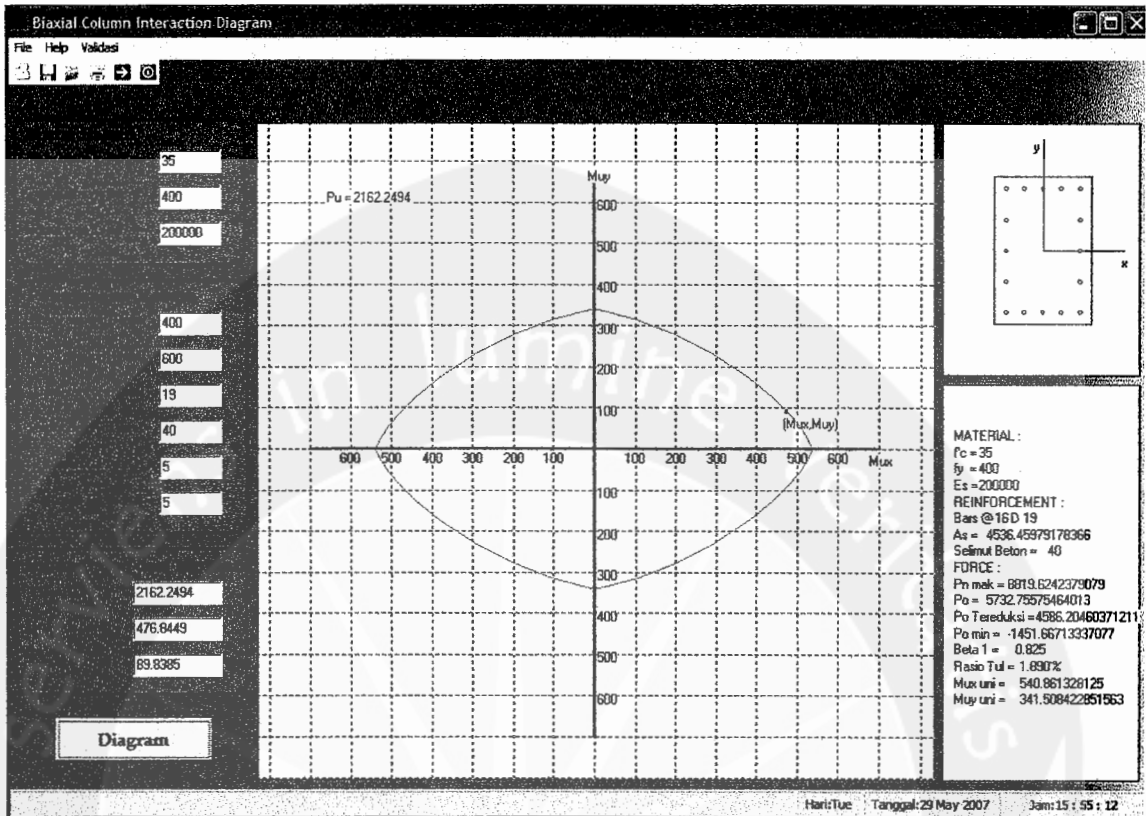 Biaxial Column Interaction Diagram
File Help Validasi
35
400
200000
400
600
19
40
5
5
2162.2494
476.8449
89.8385
Diagram
Pu = 2162.2494
Muy
600
500
400
300
200
100
(Mux,Muy)
600 500 400 300 200 100 100 200 300 400 500 600 Mux
100
200
300
400
500
600
y
x
MATERIAL :
f'c = 35
fy = 400
Es =200000
REINFORCEMENT :
Bars @16 D 19
As = 4536.45979178366
Selimut Beton = 40
FORCE :
Pn mak = 8819.6242379079
Po = 5732.75575464013
Po Tereduksi =4586.20460371211
Po min = -1451.66713337077
Beta 1 = 0.825
Rasio Tul = 1.890%
Mux uni = 540.861328125
Muy uni = 341.508422851563
Hari:Tue Tanggal:29 May 2007 Jam:15 : 55 : 12